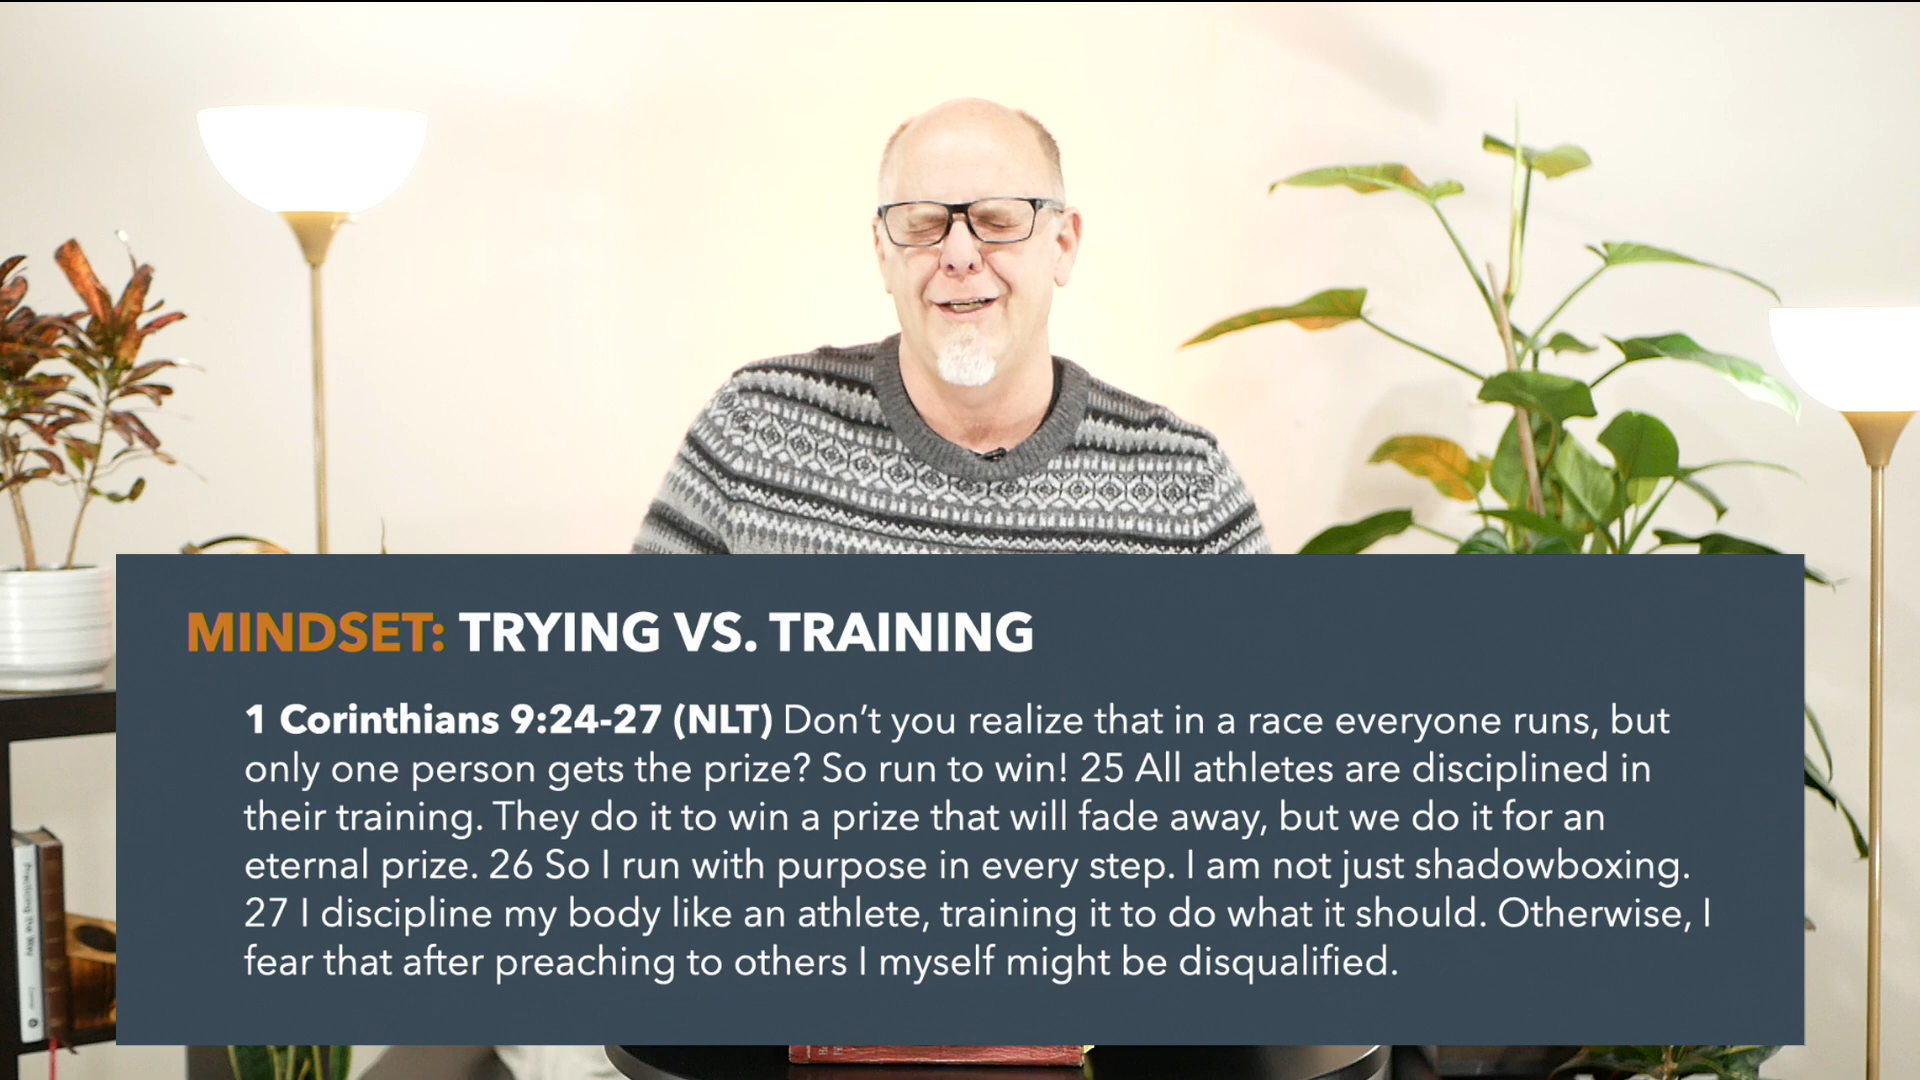 MINDSET: TRYING VS. TRAINING
1 Corinthians 9:24-27 (NLT) Don't you realize that in a race everyone runs, but
only one person gets the prize? So run to win! 25 All athletes are disciplined in
their training. They do it to win a prize that will fade away, but we do it for an
eternal prize. 26 So I run with purpose in every step. I am not just shadowboxing.
27 I discipline my body like an athlete, training it to do what it should. Otherwise, I
fear that after preaching to others I myself might be disqualified.
Practicing the Way